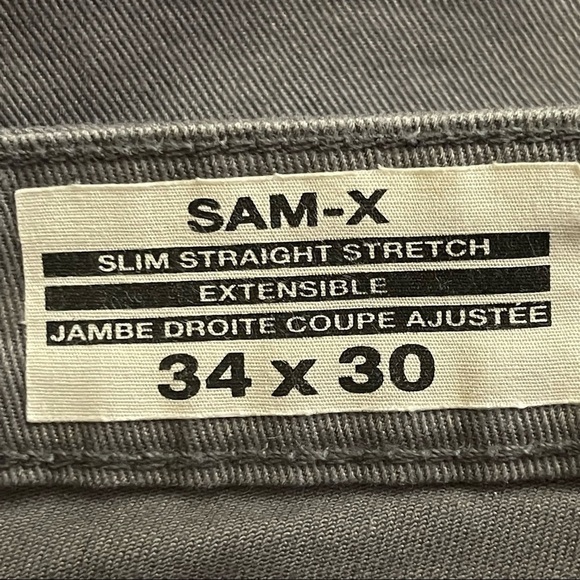 SAM-X
SLIM STRAIGHT STRETCH
EXTENSIBLE
JAMBE DROITE COUPE AJUSTÉE
34 x 30